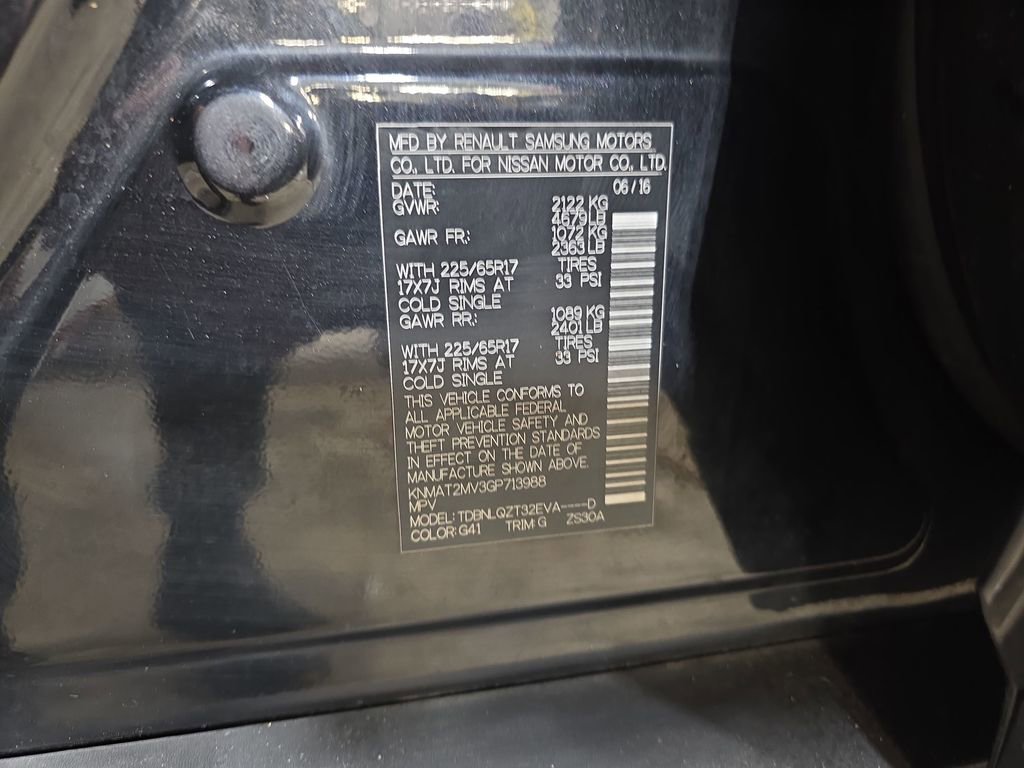 MFD BY RENAULT SAMSUNG MOTORS
CO., LTD. FOR NISSAN MOTOR CO., LTD.
DATE: 06/16
GVWR: 2122 KG
4679 LB
GAWR FR.: 1072 KG
2363 LB
WITH 225/65R17 TIRES
17X7J RIMS AT 33 PSI
COLD SINGLE
GAWR RR.: 1089 KG
2401 LB
WITH 225/65R17 TIRES
17X7J RIMS AT 33 PSI
COLD SINGLE
THIS VEHICLE CONFORMS TO
ALL APPLICABLE FEDERAL
MOTOR VEHICLE SAFETY AND
THEFT PREVENTION STANDARDS
IN EFFECT ON THE DATE OF
MANUFACTURE SHOWN ABOVE.
KNMAT2MV3GP713988
MPV
MODEL: TDBNLQZT32EVA----D
COLOR: G41 TRIM: G ZS30A